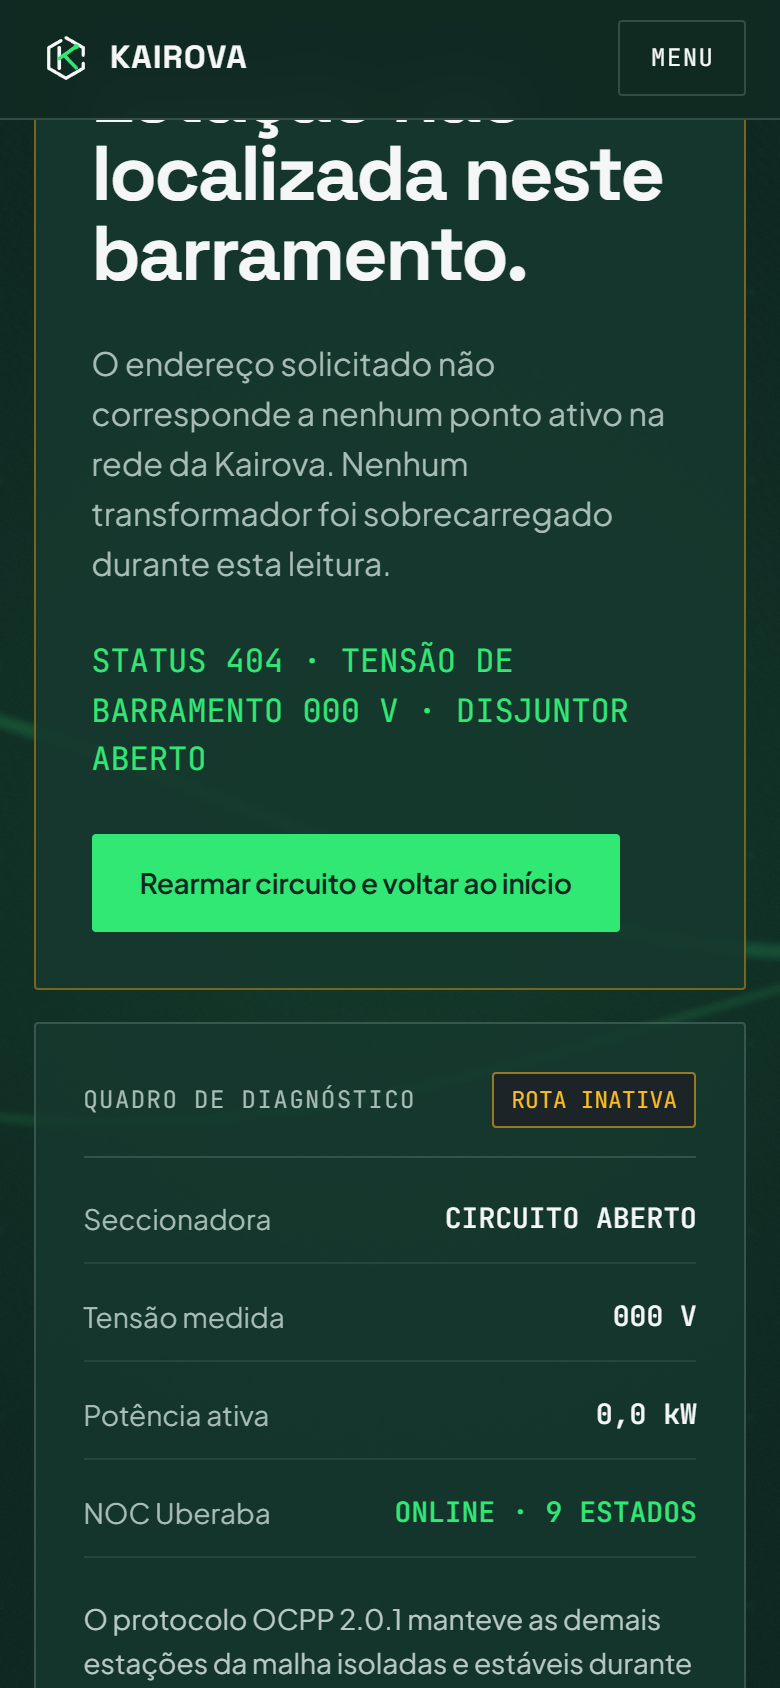 KAIROVA
MENU
localizada neste
barramento.
O endereço solicitado não
corresponde a nenhum ponto ativo na
rede da Kairova. Nenhum
transformador foi sobrecarregado
durante esta leitura.
STATUS 404 · TENSÃO DE
BARRAMENTO 000 V · DISJUNTOR
ABERTO
Rearmar circuito e voltar ao início
QUADRO DE DIAGNÓSTICO
ROTA INATIVA
Seccionadora
CIRCUITO ABERTO
Tensão medida
000 V
Potência ativa
0,0 kW
NOC Uberaba
ONLINE · 9 ESTADOS
O protocolo OCPP 2.0.1 manteve as demais
estações da malha isoladas e estáveis durante